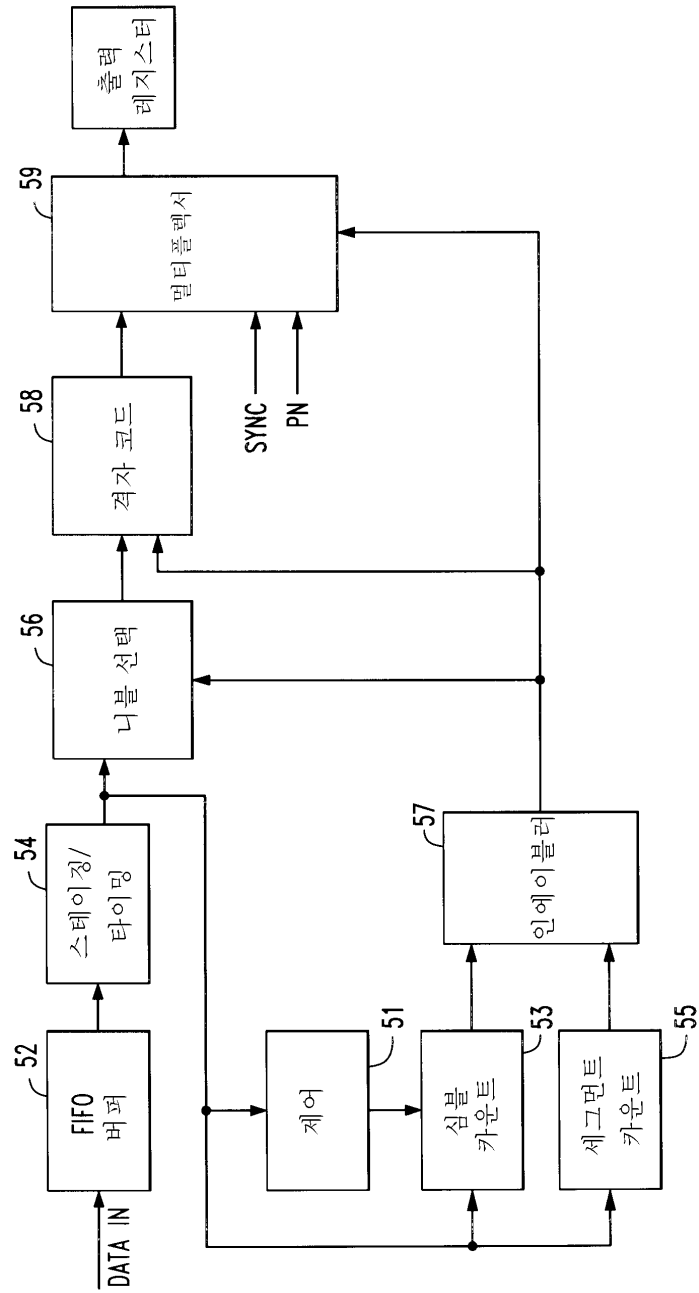 DATA IN
52
FIFO
버퍼
54
스테이징/
타이밍
56
니블 선택
58
격자 코드
59
멀티플렉서
출력
레지스터
SYNC
PN
51
제어
53
심볼
카운트
55
세그먼트
카운트
57
인에이블러